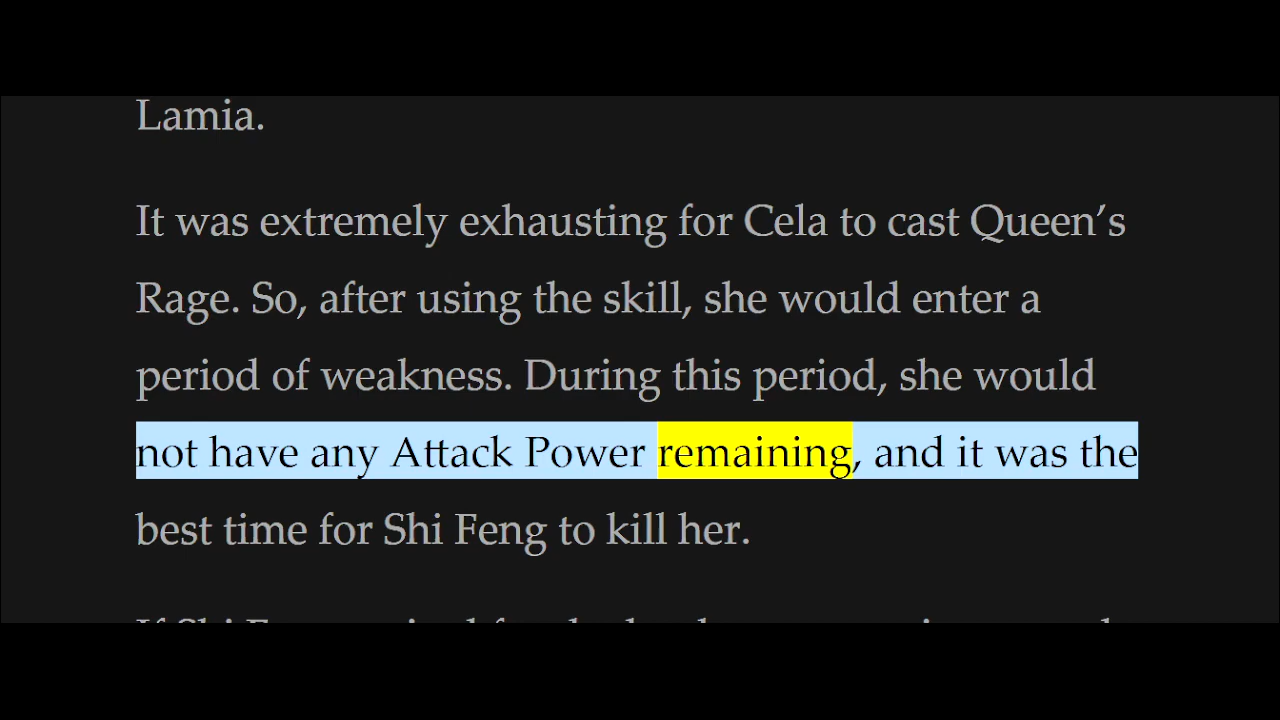 Lamia.
It was extremely exhausting for Cela to cast Queen’s
Rage. So, after using the skill, she would enter a
period of weakness. During this period, she would
not have any Attack Power remaining, and it was the
best time for Shi Feng to kill her.